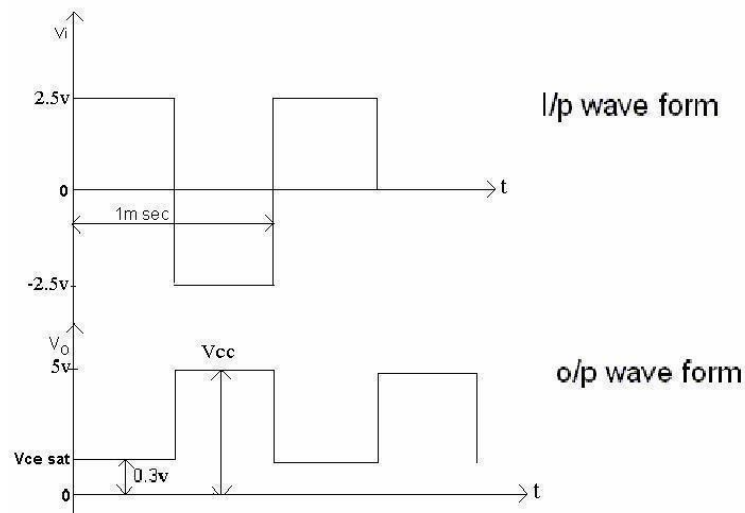 Vi
2.5v
I/p wave form
0
t
1m sec
-2.5v
Vo
Vcc
5v
o/p wave form
Vce sat
0.3v
0
t